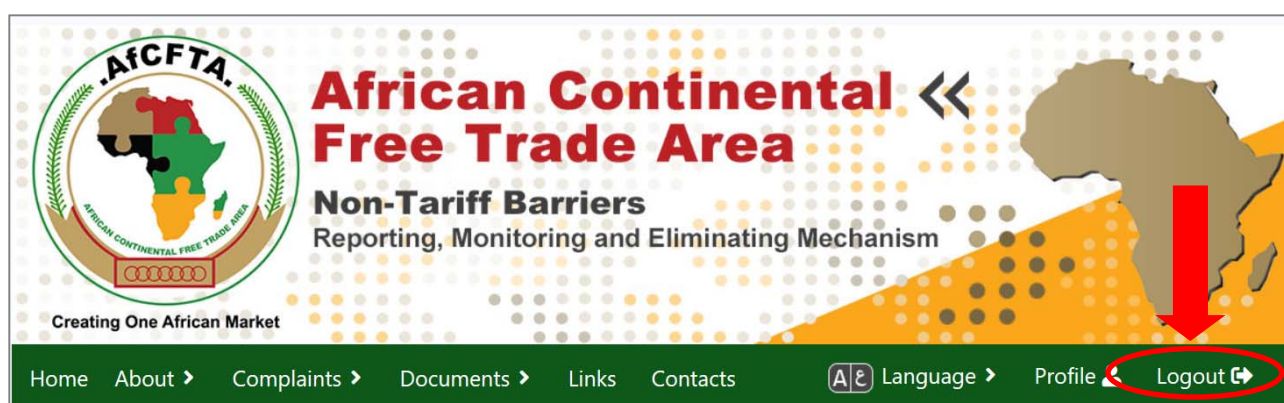 .AfCFTA.
AFRICAN CONTINENTAL FREE TRADE AREA
Creating One African Market
African Continental
Free Trade Area
Non-Tariff Barriers
Reporting, Monitoring and Eliminating Mechanism
Home About Complaints Documents Links Contacts Language Profile Logout